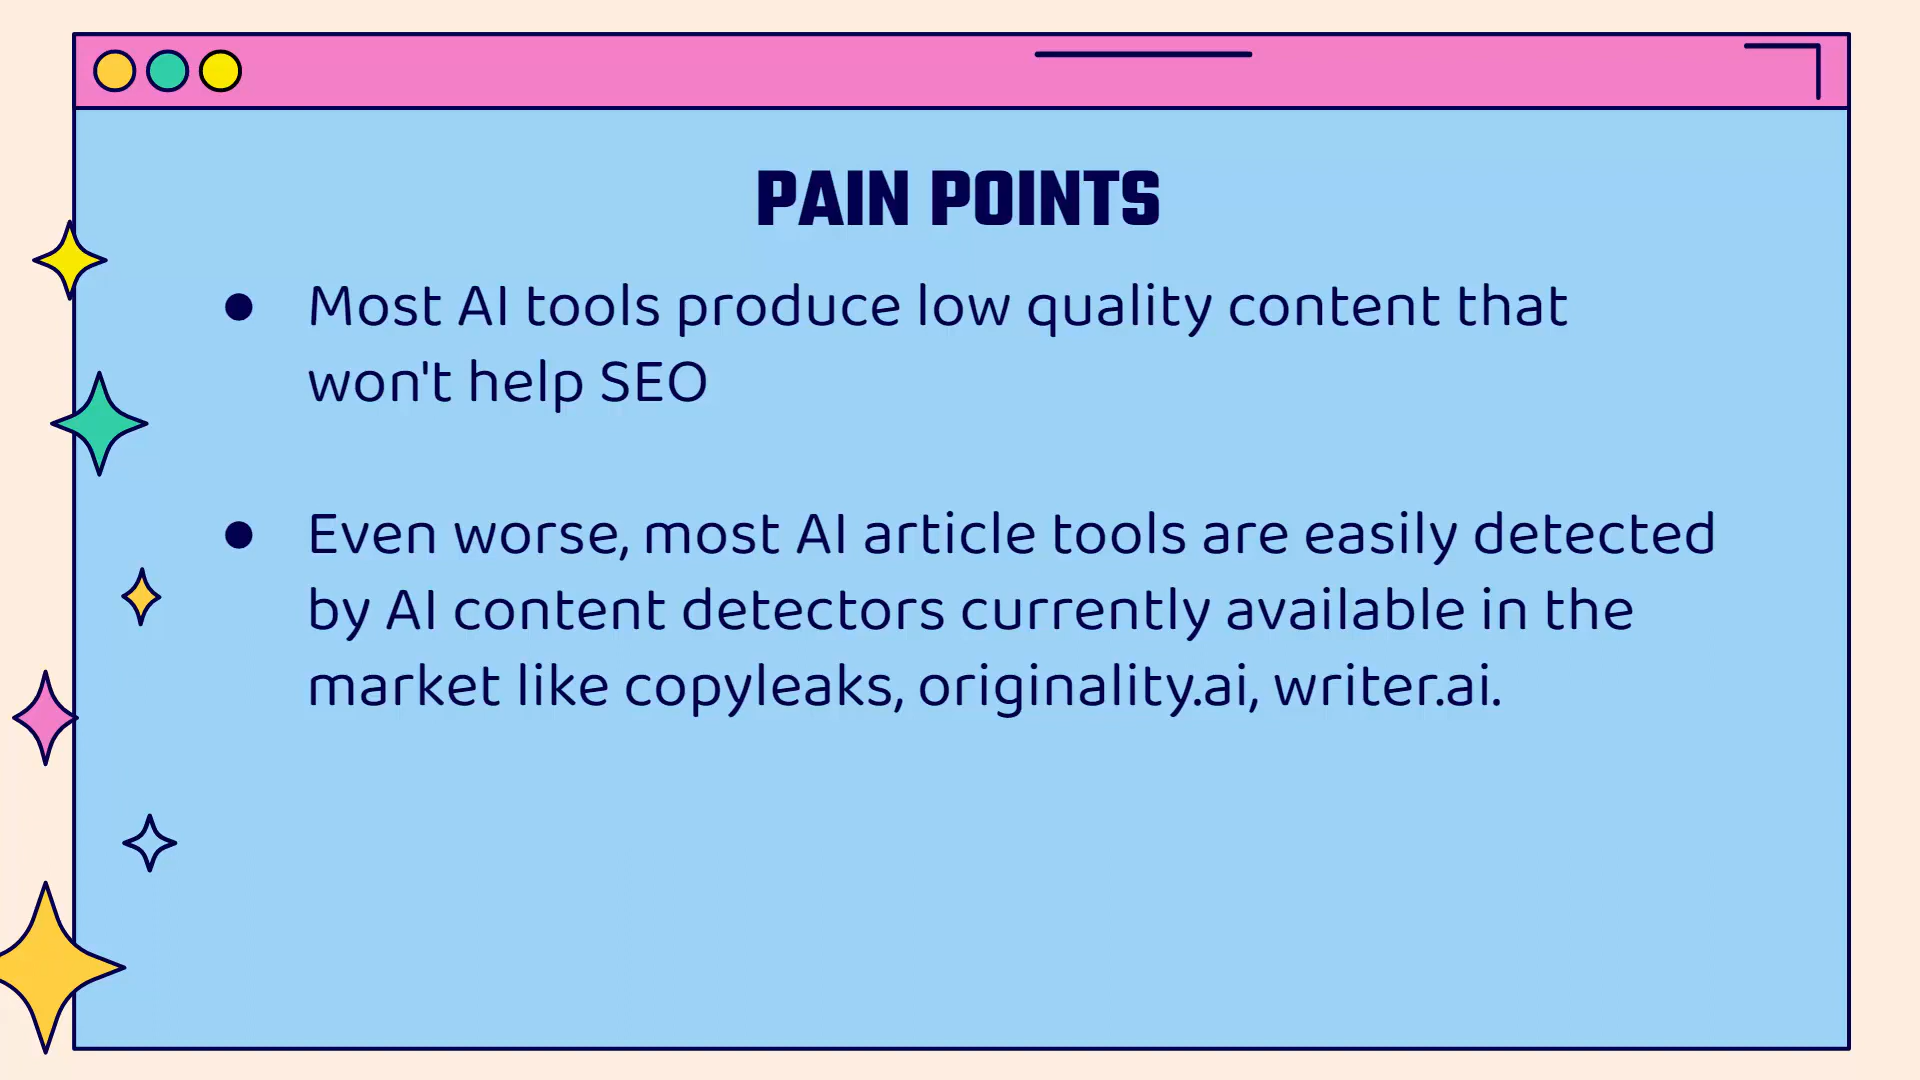 PAIN POINTS
● Most AI tools produce low quality content that
won't help SEO
● Even worse, most AI article tools are easily detected
by AI content detectors currently available in the
market like copyleaks, originality.ai, writer.ai.